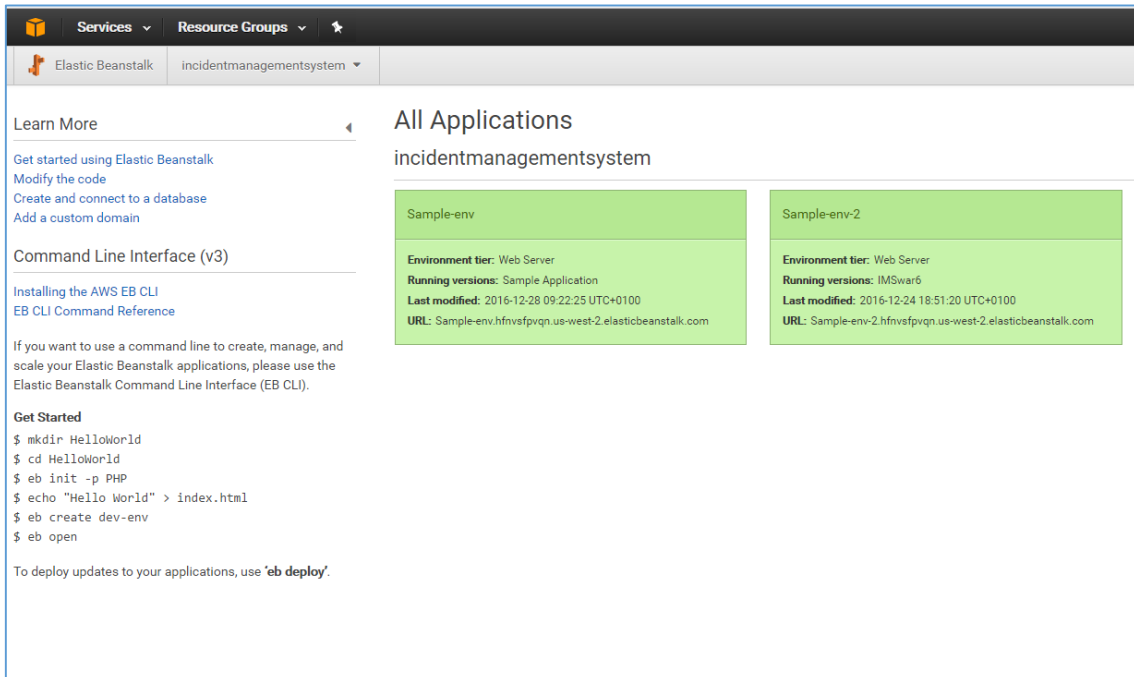 Services Resource Groups
Elastic Beanstalk incidentmanagementsystem
Learn More
Get started using Elastic Beanstalk
Modify the code
Create and connect to a database
Add a custom domain
Command Line Interface (v3)
Installing the AWS EB CLI
EB CLI Command Reference
If you want to use a command line to create, manage, and
scale your Elastic Beanstalk applications, please use the
Elastic Beanstalk Command Line Interface (EB CLI).
Get Started
$ mkdir HelloWorld
$ cd HelloWorld
$ eb init -p PHP
$ echo "Hello World" > index.html
$ eb create dev-env
$ eb open
To deploy updates to your applications, use 'eb deploy'.
All Applications
incidentmanagementsystem
Sample-env
Environment tier: Web Server
Running versions: Sample Application
Last modified: 2016-12-28 09:22:25 UTC+0100
URL: Sample-env.hfnvsfpvqn.us-west-2.elasticbeanstalk.com
Sample-env-2
Environment tier: Web Server
Running versions: IMSwar6
Last modified: 2016-12-24 18:51:20 UTC+0100
URL: Sample-env-2.hfnvsfpvqn.us-west-2.elasticbeanstalk.com